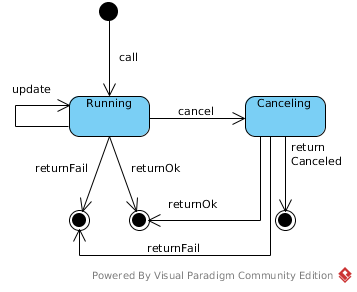 call
update
Running
Canceling
cancel
returnFail
returnOk
return
Canceled
returnOk
returnFail
Powered By Visual Paradigm Community Edition